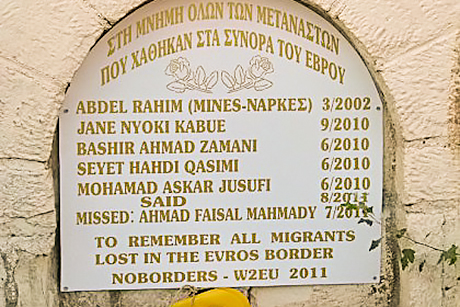 ΣΤΗ ΜΝΗΜΗ ΟΛΩΝ ΤΩΝ ΜΕΤΑΝΑΣΤΩΝ
ΠΟΥ ΧΑΘΗΚΑΝ ΣΤΑ ΣΥΝΟΡΑ ΤΟΥ ΕΒΡΟΥ
ABDEL RAHIM (MINES-ΝΑΡΚΕΣ) 3/2002
JANE NYOKI KABUE 9/2010
BASHIR AHMAD ZAMANI 6/2010
SEYET HAHDI QASIMI 6/2010
MOHAMAD ASKAR JUSUFI 6/2010
SAID 8/2011
MISSED: AHMAD FAISAL MAHMADY 7/2011
TO REMEMBER ALL MIGRANTS
LOST IN THE EVROS BORDER
NOBORDERS - W2EU 2011